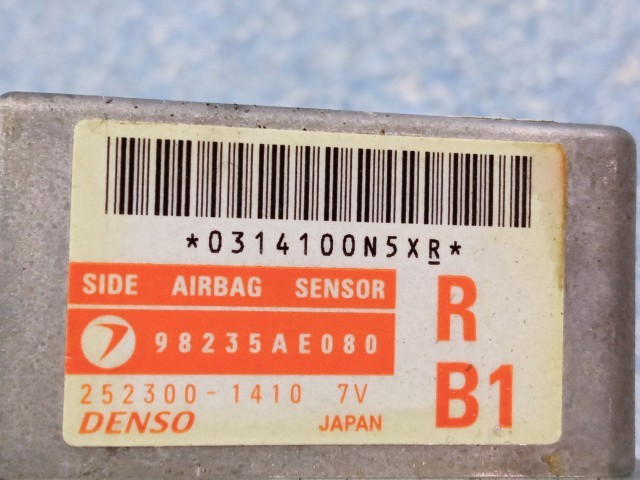 *0314100N5XR*
SIDE AIRBAG SENSOR
98235AE080
252300-1410 7V
DENSO JAPAN
R
B1